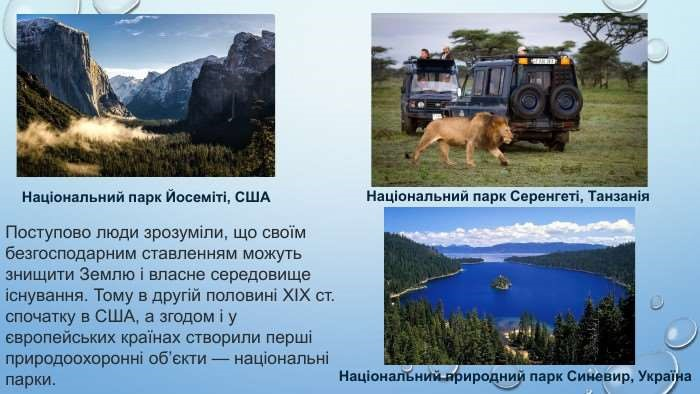 Національний парк Йосеміті, США
Національний парк Серенгеті, Танзанія
Поступово люди зрозуміли, що своїм
безгосподарним ставленням можуть
знищити Землю і власне середовище
існування. Тому в другій половині XIX ст.
спочатку в США, а згодом і у
європейських країнах створили перші
природоохоронні об’єкти — національні
парки.
Національний природний парк Синевир, Україна